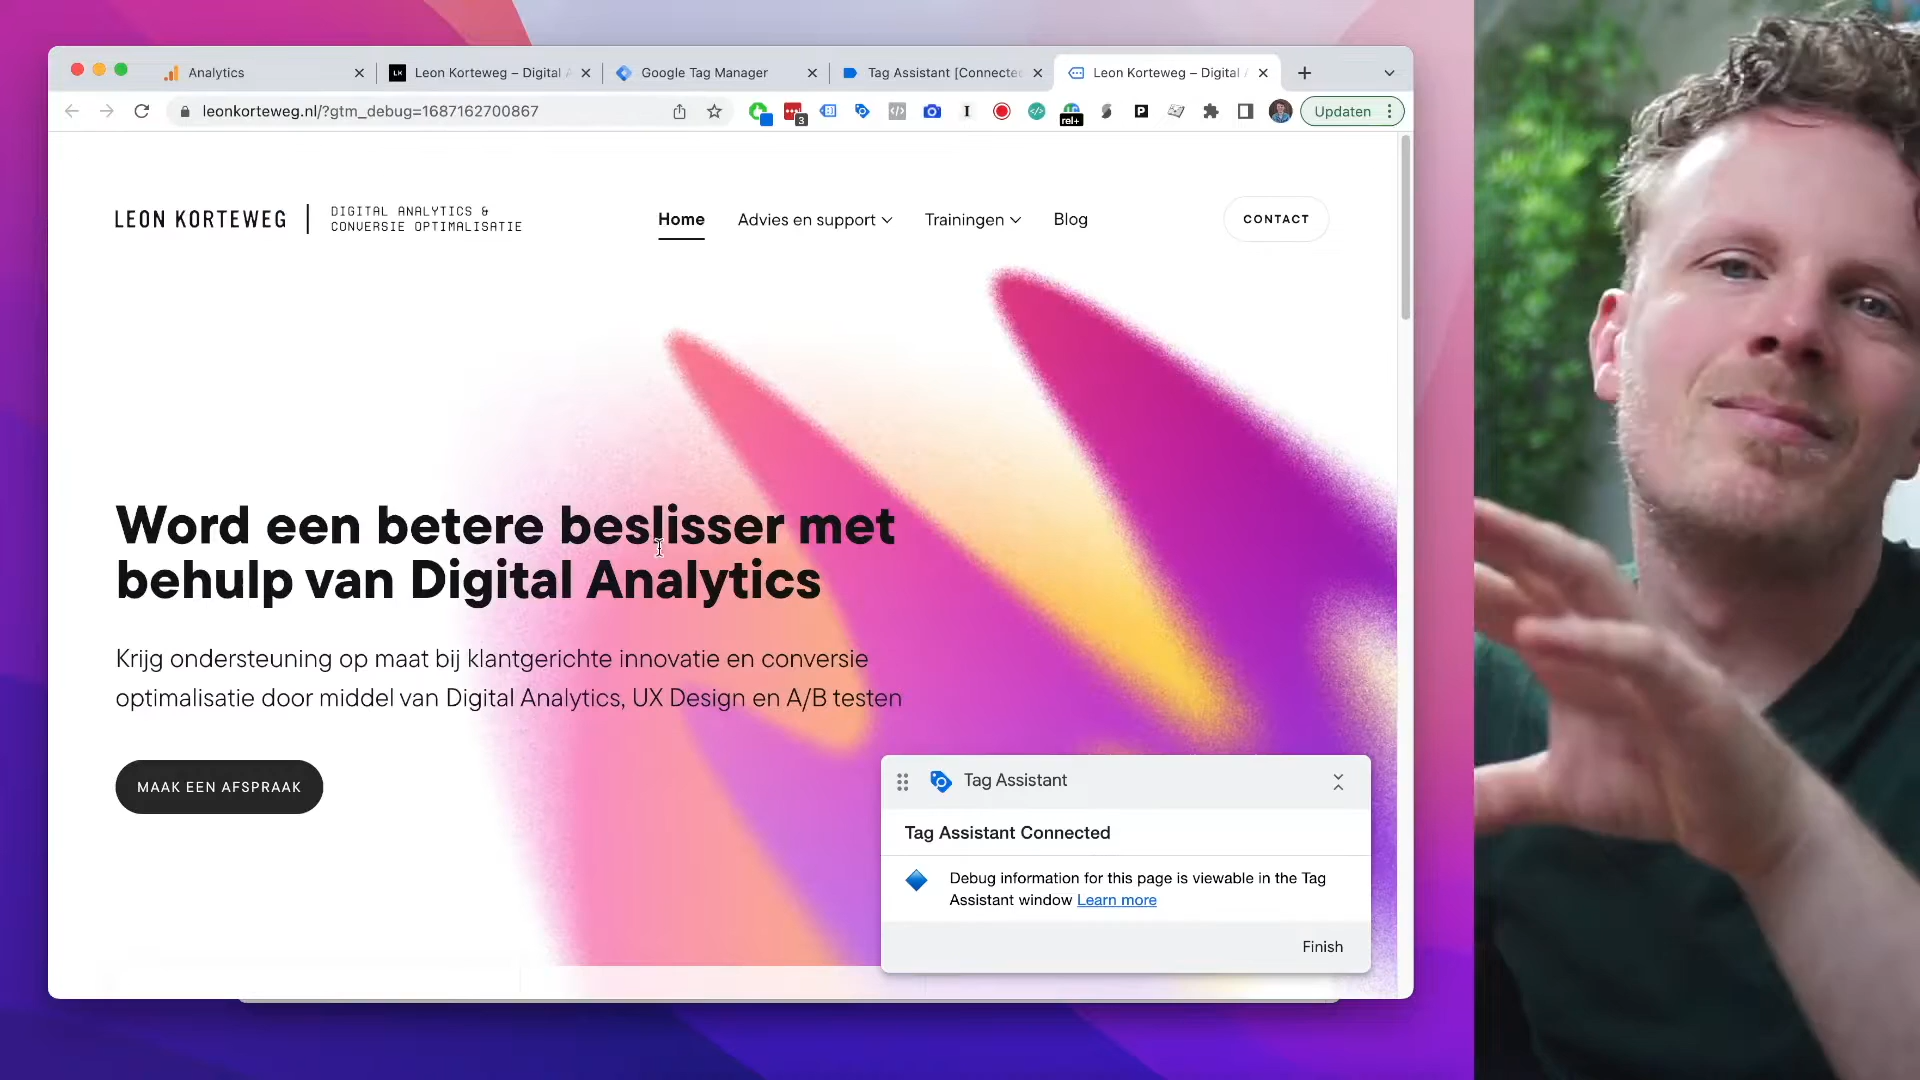 Analytics
Leon Korteweg – Digital
Google Tag Manager
Tag Assistant [Connecte
Leon Korteweg – Digital
leonkorteweg.nl/?gtm_debug=1687162700867
3
rel+
P
Updaten
LEON KORTEWEG
DIGITAL ANALYTICS &
CONVERSIE OPTIMALISATIE
Home
Advies en support
Trainingen
Blog
CONTACT
Word een betere beslisser met
behulp van Digital Analytics
Krijg ondersteuning op maat bij klantgerichte innovatie en conversie
optimalisatie door middel van Digital Analytics, UX Design en A/B testen
MAAK EEN AFSPRAAK
Tag Assistant
Tag Assistant Connected
Debug information for this page is viewable in the Tag
Assistant window Learn more
Finish